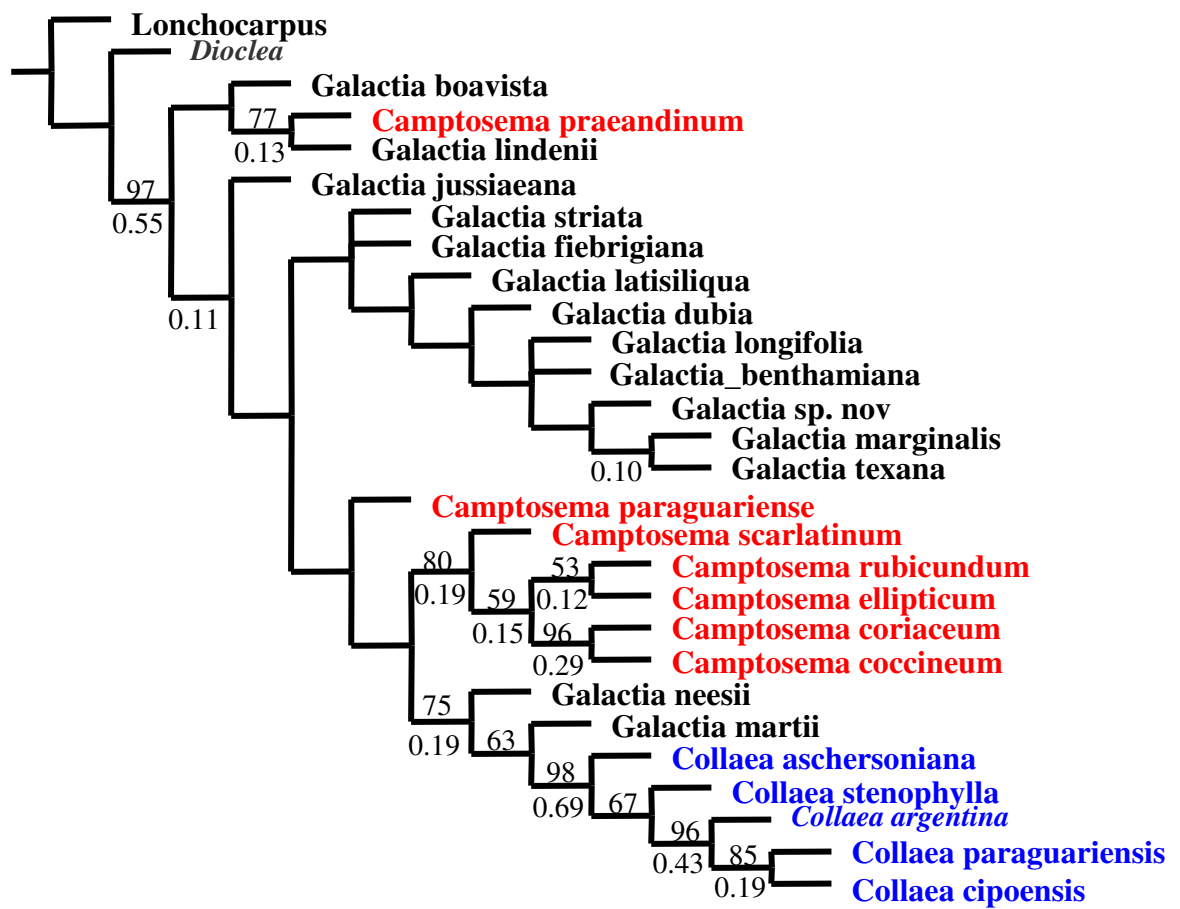 Lonchocarpus
Dioclea
Galactia boavista
77
Camptosema praeandinum
0.13
Galactia lindenii
97
Galactia jussiaeana
0.55
Galactia striata
Galactia fiebrigiana
Galactia latisiliqua
0.11
Galactia dubia
Galactia longifolia
Galactia_benthamiana
Galactia sp. nov
Galactia marginalis
0.10
Galactia texana
Camptosema paraguariense
Camptosema scarlatinum
80
53
Camptosema rubicundum
0.19
59
0.12
Camptosema ellipticum
0.15
96
Camptosema coriaceum
0.29
Camptosema coccineum
75
Galactia neesii
0.19
63
Galactia martii
98
Collaea aschersoniana
0.69
67
Collaea stenophylla
Collaea argentina
96
0.43
85
Collaea paraguariensis
0.19
Collaea cipoensis